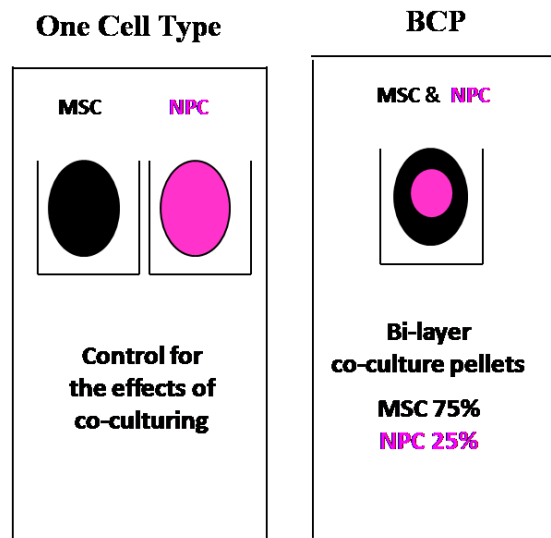 One Cell Type
MSC NPC
Control for
the effects of
co-culturing
BCP
MSC & NPC
Bi-layer
co-culture pellets
MSC 75%
NPC 25%